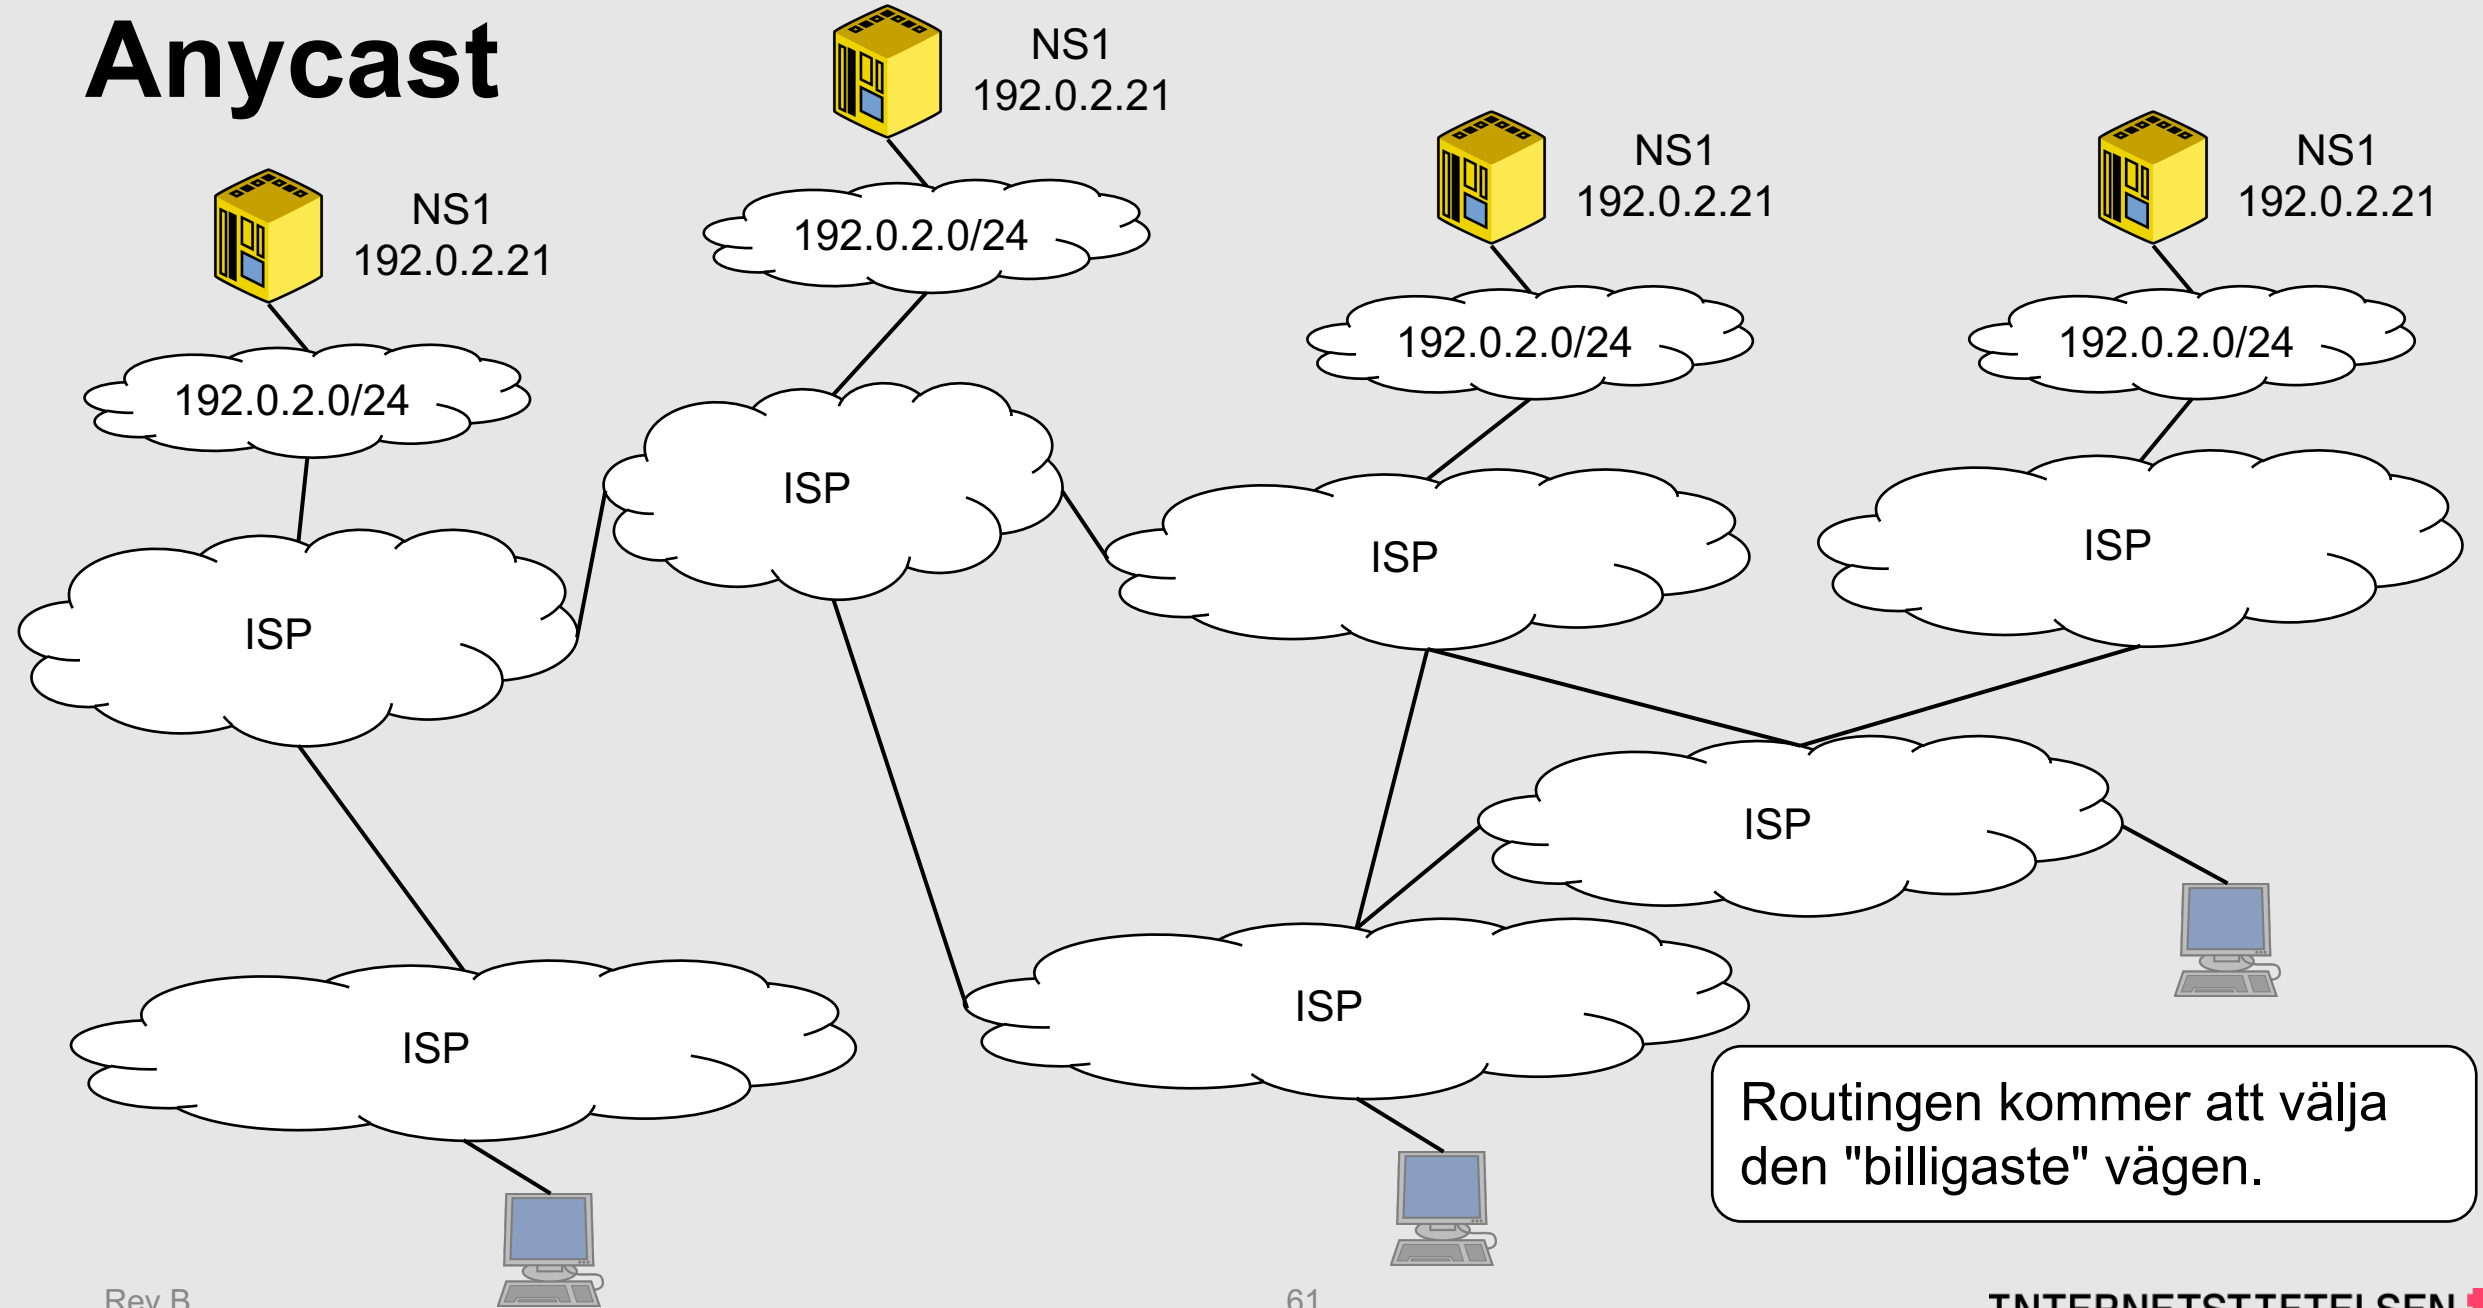 Anycast
NS1
192.0.2.21
NS1
192.0.2.21
NS1
192.0.2.21
NS1
192.0.2.21
192.0.2.0/24
192.0.2.0/24
192.0.2.0/24
192.0.2.0/24
ISP
ISP
ISP
ISP
ISP
ISP
ISP
Routingen kommer att välja
den "billigaste" vägen.
Rev B
61
INTERNETSTIFTELSEN